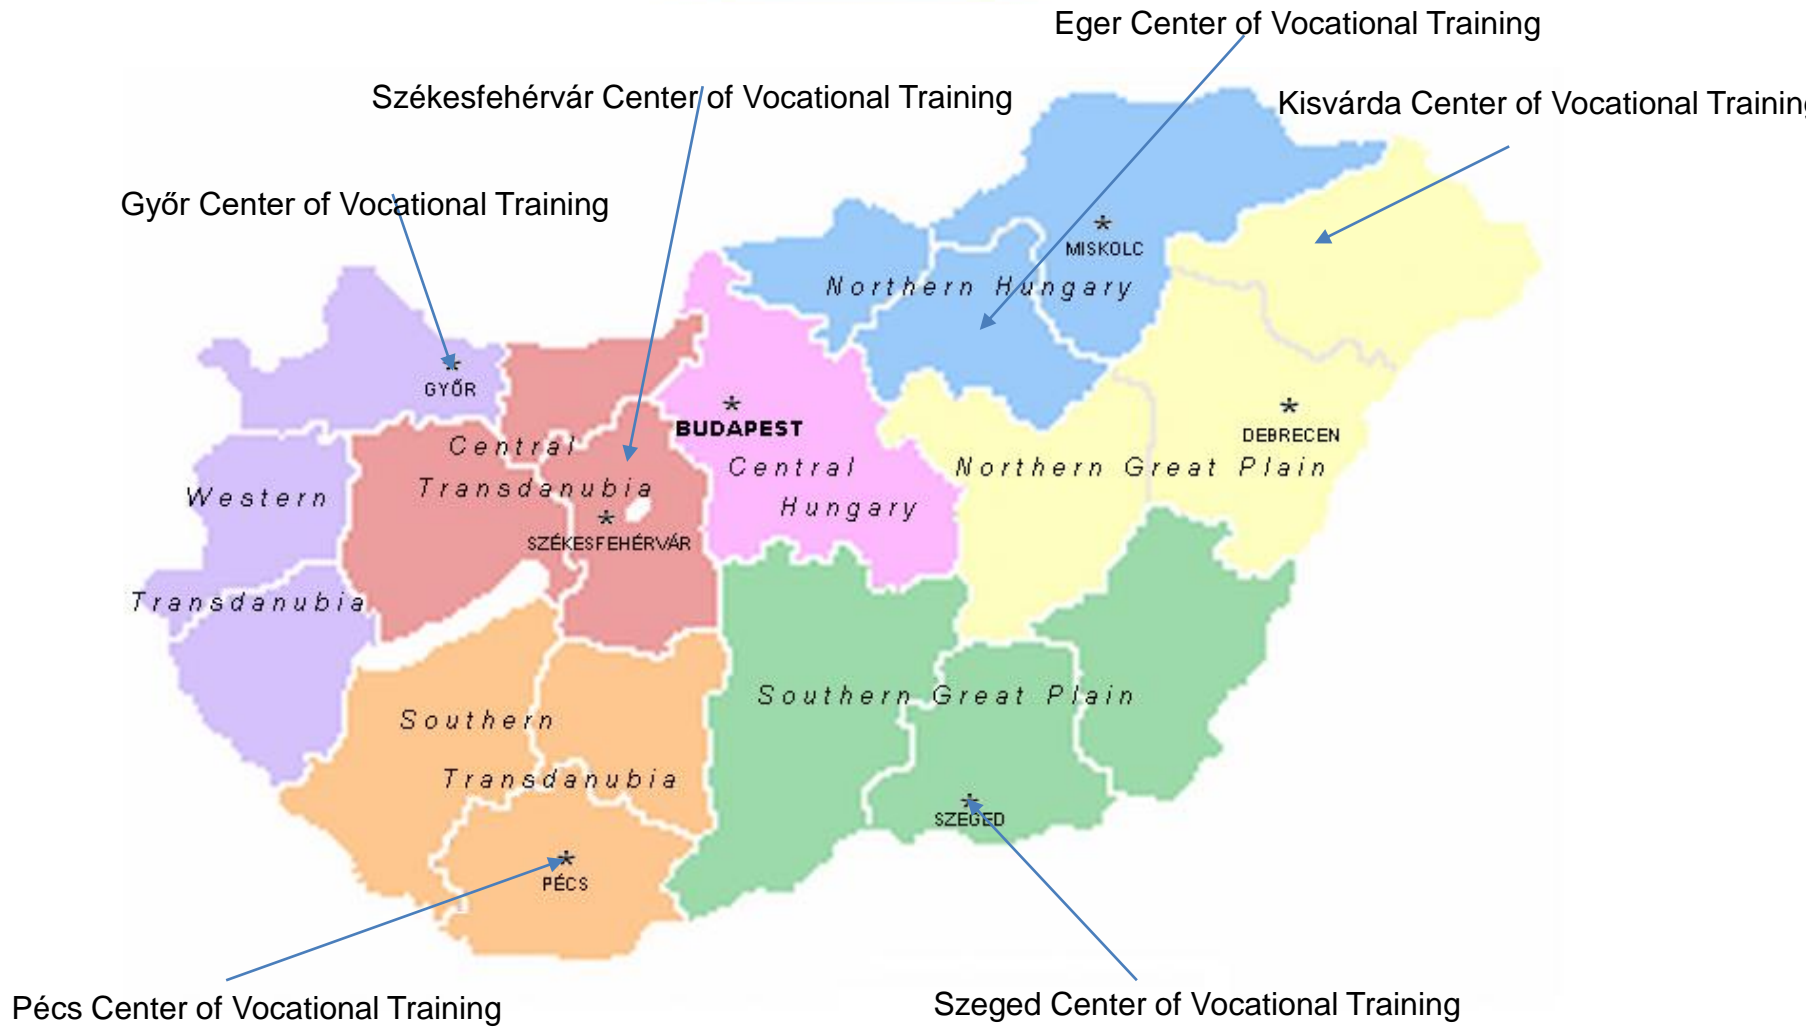 Eger Center of Vocational Training
Székesfehérvár Center of Vocational Training
Kisvárda Center of Vocational Training
Győr Center of Vocational Training
MISKOLC
Northern Hungary
GYŐR
BUDAPEST
DEBRECEN
Central
Transdanubia
Central
Hungary
Northern Great Plain
Western
Transdanubia
SZÉKESFEHÉRVÁR
Southern Great Plain
Southern
Transdanubia
SZEGED
PÉCS
Pécs Center of Vocational Training
Szeged Center of Vocational Training